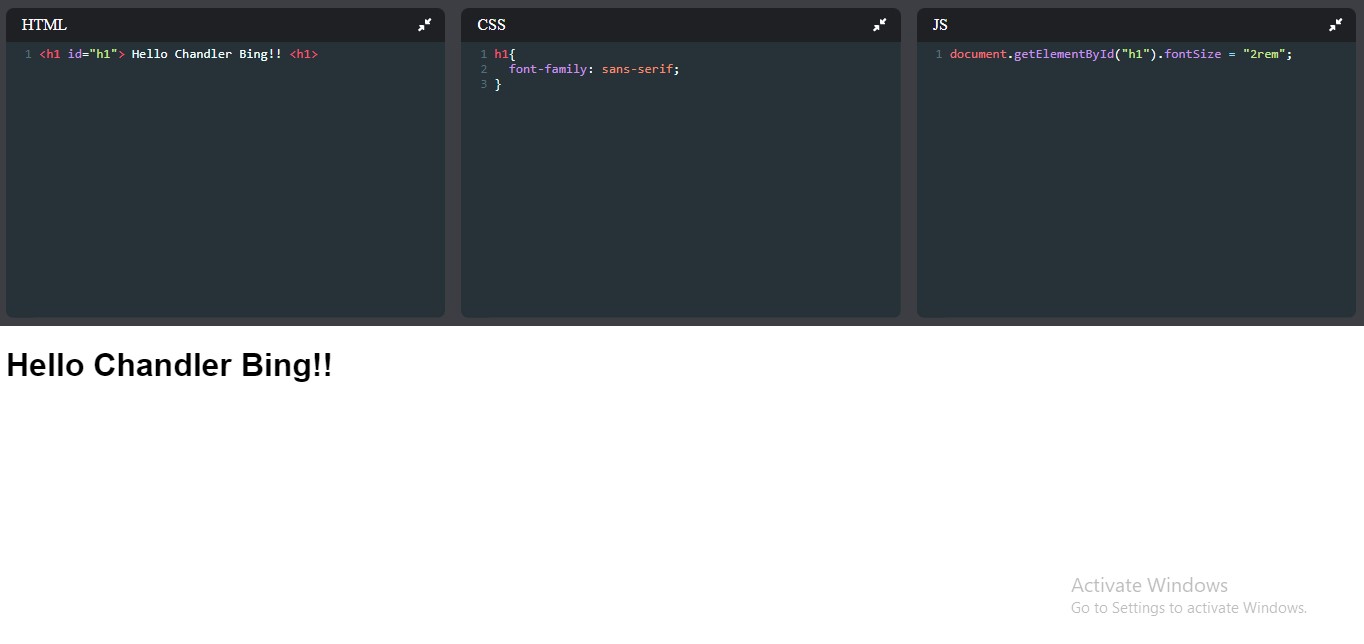 HTML
1 <h1 id="h1"> Hello Chandler Bing!! <h1>
CSS
1 h1{
2 font-family: sans-serif;
3 }
JS
1 document.getElementById("h1").fontSize = "2rem";
Hello Chandler Bing!!
Activate Windows
Go to Settings to activate Windows.